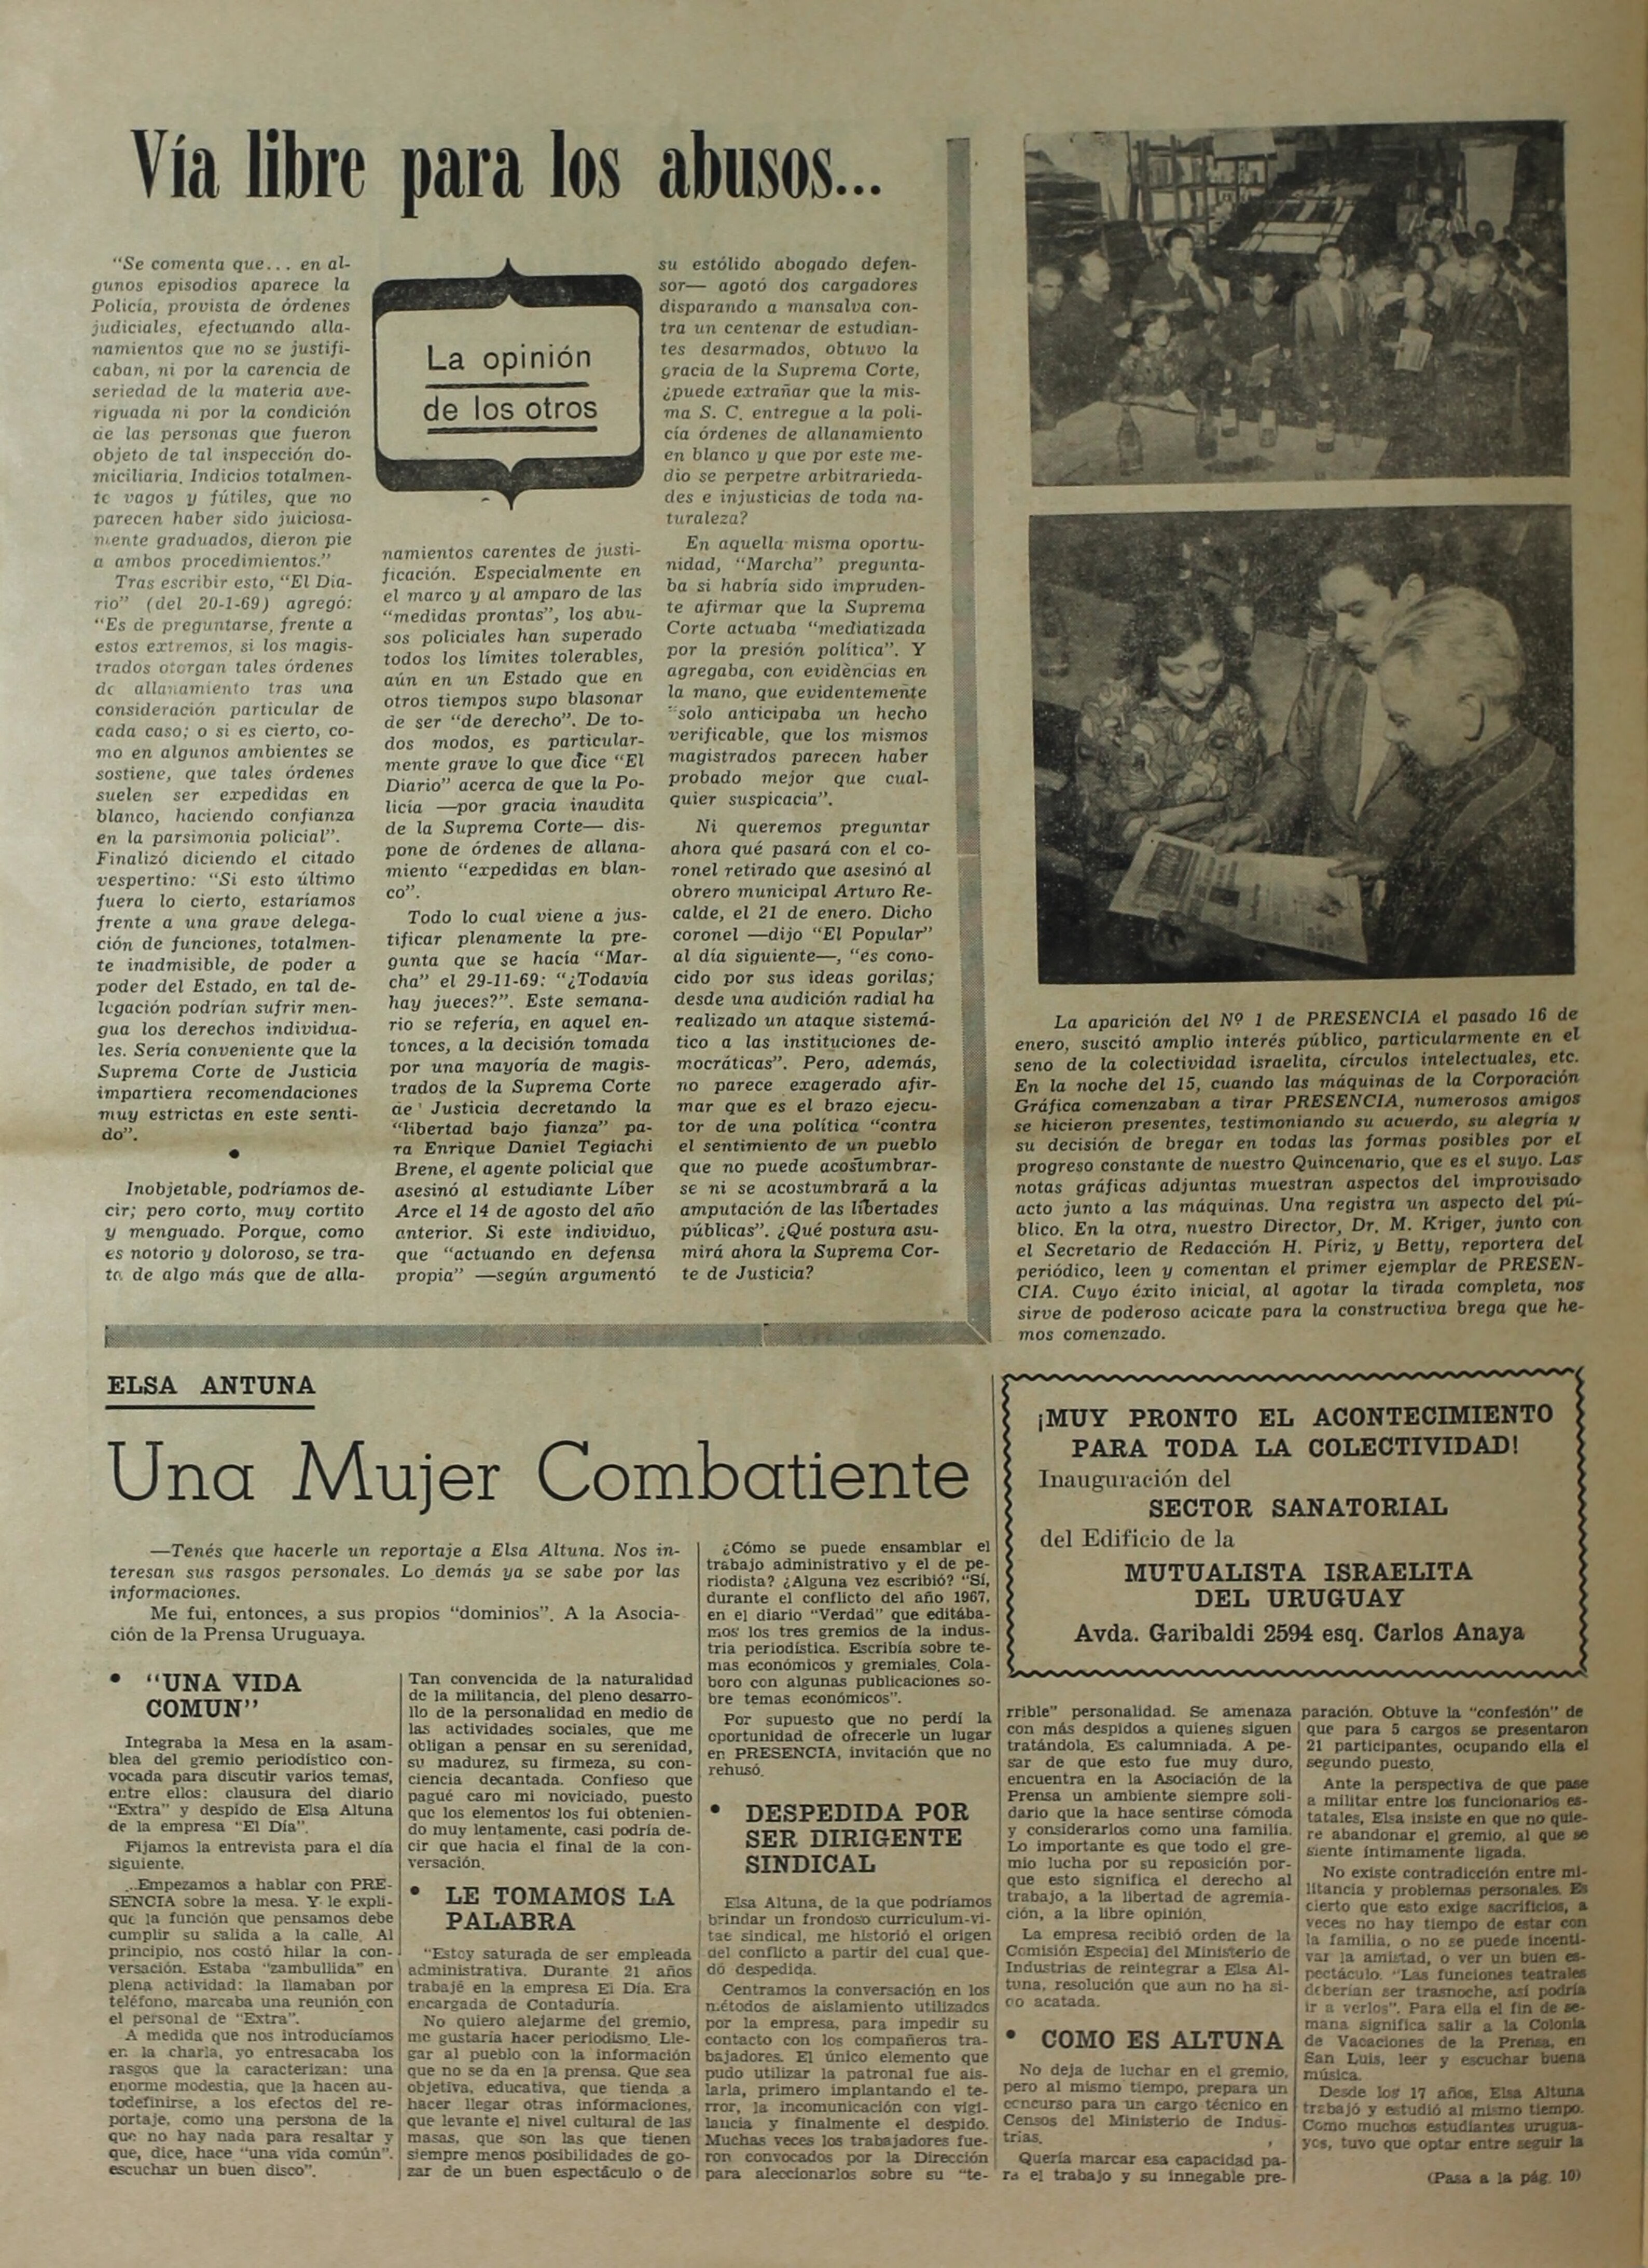 Vía libre para los abusos...
"Se comenta que... en al-
gunos episodios aparece la
Policía, provista de órdenes
judiciales, efectuando alla-
namientos que no se justifi-
caban, ni por la carencia de
seriedad de la materia ave-
riguada ni por la condición
de las personas que fueron
objeto de tal inspección do-
miciliaria. Indicios totalmen-
te vagos y fútiles, que no
parecen haber sido juiciosa-
mente graduados, dieron pie
a ambos procedimientos."
Tras escribir esto, "El Dia-
rio" (del 20-1-69) agregó:
"Es de preguntarse, frente a
estos extremos, si los magis-
trados otorgan tales órdenes
de allanamiento tras una
consideración particular de
cada caso; o si es cierto, co-
mo en algunos ambientes se
sostiene, que tales órdenes
suelen ser expedidas en
blanco, haciendo confianza
en la parsimonia policial".
Finalizó diciendo el citado
vespertino: "Si esto último
fuera lo cierto, estaríamos
frente a una grave delega-
ción de funciones, totalmen-
te inadmisible, de poder a
poder del Estado, en tal de-
legación podrían sufrir men-
gua los derechos individua-
les. Sería conveniente que la
Suprema Corte de Justicia
impartiera recomendaciones
muy estrictas en este senti-
do".
•
Inobjetable, podríamos de-
cir; pero corto, muy cortito
y menguado. Porque, como
es notorio y doloroso, se tra-
ta de algo más que de alla-
La opinión
de los otros
namientos carentes de justi-
ficación. Especialmente en
el marco y al amparo de las
"medidas prontas", los abu-
sos policiales han superado
todos los límites tolerables,
aún en un Estado que en
otros tiempos supo blasonar
de ser "de derecho". De to-
dos modos, es particular-
mente grave lo que dice "El
Diario" acerca de que la Po-
licía —por gracia inaudita
de la Suprema Corte— dis-
pone de órdenes de allana-
miento "expedidas en blan-
co".
Todo lo cual viene a jus-
tificar plenamente la pre-
gunta que se hacía "Mar-
cha" el 29-11-69: "¿Todavía
hay jueces?". Este semana-
rio se refería, en aquel en-
tonces, a la decisión tomada
por una mayoría de magis-
trados de la Suprema Corte
de Justicia decretando la
"libertad bajo fianza" pa-
ra Enrique Daniel Tegiachi
Brene, el agente policial que
asesinó al estudiante Líber
Arce el 14 de agosto del año
anterior. Si este individuo,
que "actuando en defensa
propia" —según argumentó
su estólido abogado defen-
sor— agotó dos cargadores
disparando a mansalva con-
tra un centenar de estudian-
tes desarmados, obtuvo la
gracia de la Suprema Corte,
¿puede extrañar que la mis-
ma S. C. entregue a la poli-
cía órdenes de allanamiento
en blanco y que por este me-
dio se perpetre arbitrarieda-
des e injusticias de toda na-
turaleza?
En aquella misma oportu-
nidad, "Marcha" pregunta-
ba si habría sido impruden-
te afirmar que la Suprema
Corte actuaba "mediatizada
por la presión política". Y
agregaba, con evidències en
la mano, que evidentemente
"solo anticipaba un hecho
verificable, que los mismos
magistrados parecen haber
probado mejor que cual-
quier suspicacia".
Ni queremos preguntar
ahora qué pasará con el co-
ronel retirado que asesinó al
obrero municipal Arturo Re-
calde, el 21 de enero. Dicho
coronel —dijo "El Popular"
al día siguiente—, "es cono-
cido por sus ideas gorilas;
desde una audición radial ha
realizado un ataque sistemá-
tico a las instituciones de-
mocráticas". Pero, además,
no parece exagerado afir-
mar que es el brazo ejecu-
tor de una política "contra
el sentimiento de un pueblo
que no puede acostumbrar-
se ni se acostumbrará a la
amputación de las libertades
públicas". ¿Qué postura asu-
mirá ahora la Suprema Cor-
te de Justicia?
La aparición del Nº 1 de PRESENCIA el pasado 16 de
enero, suscitó amplio interés público, particularmente en el
seno de la colectividad israelita, círculos intelectuales, etc.
En la noche del 15, cuando las máquinas de la Corporación
Gráfica comenzaban a tirar PRESENCIA, numerosos amigos
se hicieron presentes, testimoniando su acuerdo, su alegría y
su decisión de bregar en todas las formas posibles por el
progreso constante de nuestro Quincenario, que es el suyo. Las
notas gráficas adjuntas muestran aspectos del improvisado
acto junto a las máquinas. Una registra un aspecto del pú-
blico. En la otra, nuestro Director, Dr. M. Kriger, junto con
el Secretario de Redacción H. Píriz, y Betty, reportera del
periódico, leen y comentan el primer ejemplar de PRESEN-
CIA. Cuyo éxito inicial, al agotar la tirada completa, nos
sirve de poderoso acicate para la constructiva brega que he-
mos comenzado.
ELSA ANTUNA
Una Mujer Combatiente
—Tenés que hacerle un reportaje a Elsa Altuna. Nos in-
teresan sus rasgos personales. Lo demás ya se sabe por las
informaciones.
Me fui, entonces, a sus propios "dominios". A la Asocia-
ción de la Prensa Uruguaya.
• "UNA VIDA
COMUN"
Integraba la Mesa en la asam-
blea del gremio periodístico con-
vocada para discutir varios temas,
entre ellos: clausura del diario
"Extra" y despido de Elsa Altuna
de la empresa "El Día".
Fijamos la entrevista para el día
siguiente.
..Empezamos a hablar con PRE-
SENCIA sobre la mesa. Y le expli-
que la función que pensamos debe
cumplir su salida a la calle. Al
principio, nos costó hilar la con-
versación. Estaba "zambullida" en
plena actividad: la llamaban por
teléfono, marcaba una reunión con
el personal de "Extra".
A medida que nos introducíamos
en la charla, yo entresacaba los
rasgos que la caracterizan: una
enorme modestia, que la hacen au-
todefinirse, a los efectos del re-
portaje, como una persona de la
que no hay nada para resaltar y
que, dice, hace "una vida común".
escuchar un buen disco".
Tan convencida de la naturalidad
de la militancia, del pleno desarro-
llo de la personalidad en medio de
las actividades sociales, que me
obligan a pensar en su serenidad,
su madurez, su firmeza, su con-
ciencia decantada. Confieso que
pagué caro mi noviciado, puesto
que los elementos los fui obtenien-
do muy lentamente, casi podría de-
cir que hacia el final de la con-
versación.
• LE TOMAMOS LA
PALABRA
"Estoy saturada de ser empleada
administrativa. Durante 21 años
trabajé en la empresa El Día. Era
encargada de Contaduría.
No quiero alejarme del gremio,
me gustaría hacer periodismo. Lle-
gar al pueblo con la información
que no se da en la prensa. Que sea
objetiva, educativa, que tienda a
hacer llegar otras informaciones,
que levante el nivel cultural de las
masas, que son las que tienen
siempre menos posibilidades de go-
zar de un buen espectáculo o de
¿Cómo se puede ensamblar el
trabajo administrativo y el de pe-
riodista? ¿Alguna vez escribió? "Sí,
durante el conflicto del año 1967,
en el diario "Verdad" que editába-
mos los tres gremios de la indus-
tria periodística. Escribía sobre te-
mas económicos y gremiales. Cola-
boro con algunas publicaciones so-
bre temas económicos".
Por supuesto que no perdí la
oportunidad de ofrecerle un lugar
en PRESENCIA, invitación que no
rehusó.
• DESPEDIDA POR
SER DIRIGENTE
SINDICAL
Elsa Altuna, de la que podríamos
brindar un frondoso curriculum-vi-
tae sindical, me historió el origen
del conflicto a partir del cual que-
dó despedida.
Centramos la conversación en los
métodos de aislamiento utilizados
por la empresa, para impedir su
contacto con los compañeros tra-
bajadores. El único elemento que
pudo utilizar la patronal fue ais-
larla, primero implantando el te-
rror, la incomunicación con vigi-
lancia y finalmente el despido.
Muchas veces los trabajadores fue-
ron convocados por la Dirección
para aleccionarlos sobre su "te-
¡MUY PRONTO EL ACONTECIMIENTO
PARA TODA LA COLECTIVIDAD!
Inauguración del
SECTOR SANATORIAL
del Edificio de la
MUTUALISTA ISRAELITA
DEL URUGUAY
Avda. Garibaldi 2594 esq. Carlos Anaya
rrible" personalidad. Se amenaza
con más despidos a quienes siguen
tratándola. Es calumniada. A pe-
sar de que esto fue muy duro,
encuentra en la Asociación de la
Prensa un ambiente siempre soli-
dario que la hace sentirse cómoda
y considerarlos como una familia.
Lo importante es que todo el gre-
mio lucha por su reposición por-
que esto significa el derecho al
trabajo, a la libertad de agremia-
ción, a la libre opinión.
La empresa recibió orden de la
Comisión Especial del Ministerio de
Industrias de reintegrar a Elsa Al-
tuna, resolución que aun no ha si-
do acatada.
• COMO ES ALTUNA
No deja de luchar en el gremio,
pero al mismo tiempo, prepara un
concurso para un cargo técnico en
Censos del Ministerio de Indus-
trias.
Quería marcar esa capacidad pa-
ra el trabajo y su innegable pre-
paración. Obtuve la "confesión" de
que para 5 cargos se presentaron
21 participantes, ocupando ella el
segundo puesto.
Ante la perspectiva de que pase
a militar entre los funcionarios es-
tatales, Elsa insiste en que no quie-
re abandonar el gremio, al que se
siente íntimamente ligada.
No existe contradicción entre mi-
litancia y problemas personales. Es
cierto que esto exige sacrificios, a
veces no hay tiempo de estar con
la familia, o no se puede incenti-
var la amistad, o ver un buen es-
pectáculo. "Las funciones teatrales
deberían ser trasnoche, así podría
ir a verlos". Para ella el fin de se-
mana significa salir a la Colonia
de Vacaciones de la Prensa, en
San Luis, leer y escuchar buena
música.
Desde los 17 años, Elsa Altuna
trabajó y estudió al mismo tiempo.
Como muchos estudiantes urugua-
yos, tuvo que optar entre seguir la
(Pasa a la pág. 10)